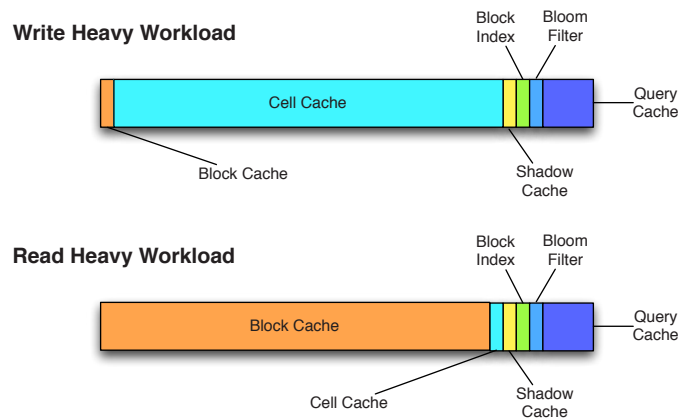 Write Heavy Workload
Block
Index
Bloom
Filter
Cell Cache
Query
Cache
Block Cache
Shadow
Cache
Read Heavy Workload
Block
Index
Bloom
Filter
Block Cache
Query
Cache
Cell Cache
Shadow
Cache